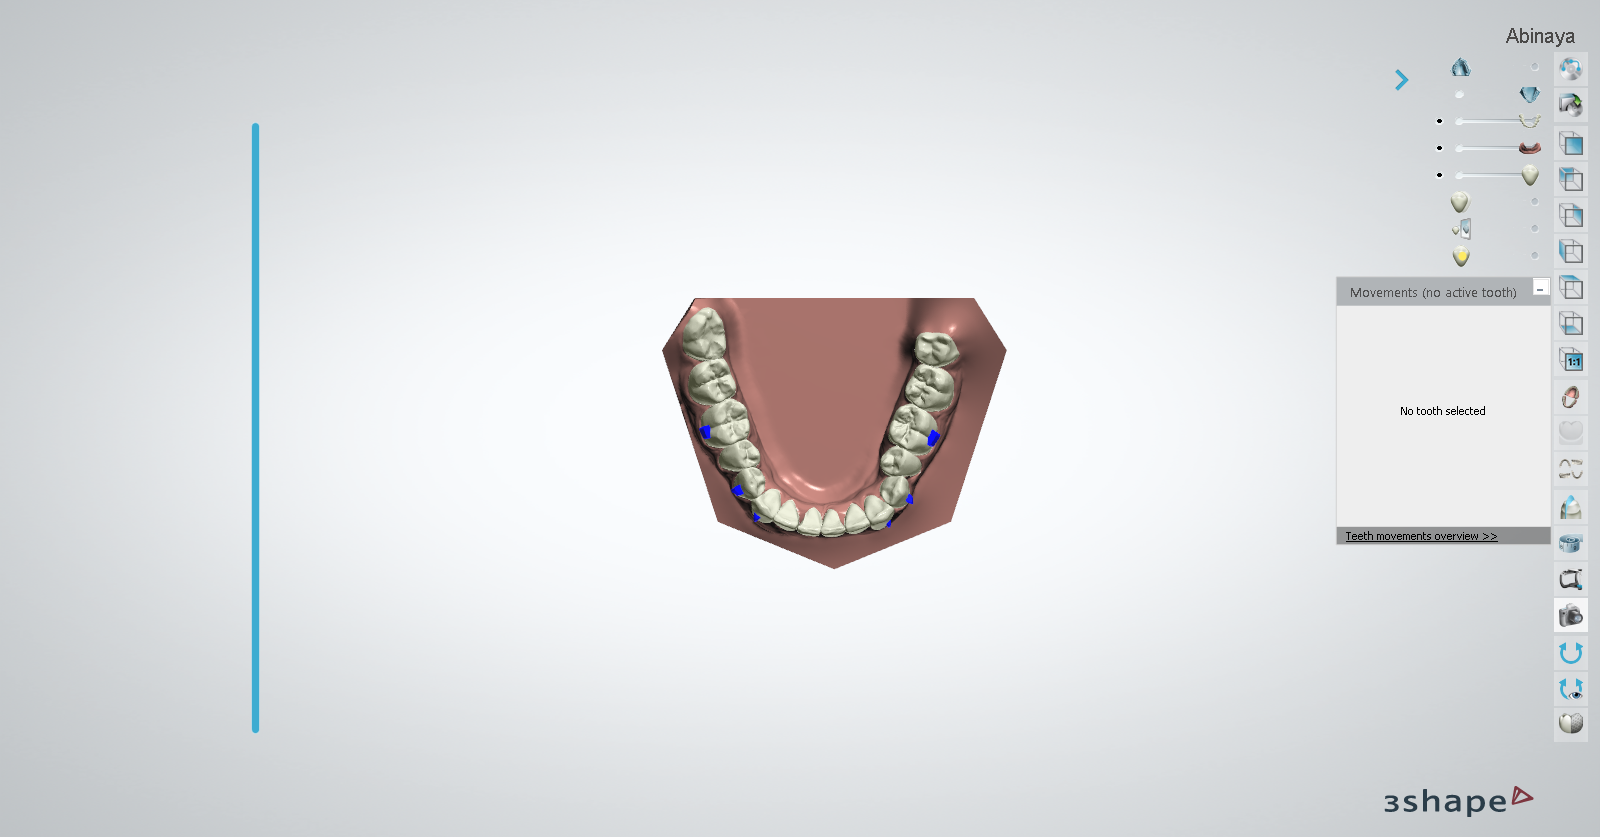 Abinaya
Movements (no active tooth)
No tooth selected
Teeth movements overview >>
1:1
3shape